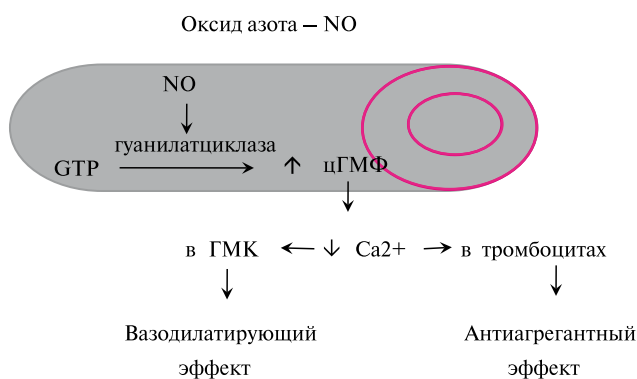 Оксид азота – NO
NO
гуанилатциклаза
GTP ↑ цГМФ
в ГМК ↓ Ca2+ в тромбоцитах
Вазодилатирующий
эффект
Антиагрегантный
эффект